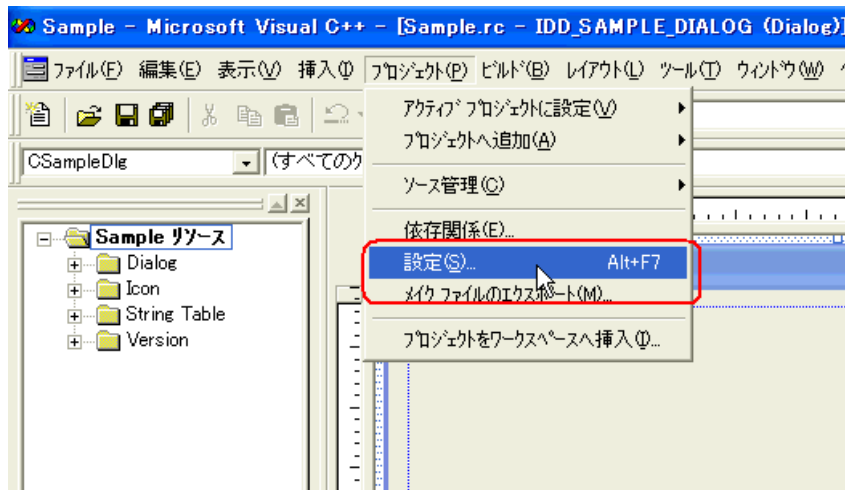 Sample - Microsoft Visual C++ - [Sample.rc - IDD_SAMPLE_DIALOG (Dialog)]
ファイル(F) 編集(E) 表示(V) 挿入(I) プロジェクト(P) ビルド(B) レイアウト(L) ツール(T) ウィンドウ(W)
アクティブ プロジェクトに設定(V)
プロジェクトへ追加(A)
CSampleDlg (すべてのク
ソース管理(C)
依存関係(E)...
Sample リソース
設定(S)... Alt+F7
Dialog
Icon
メイク ファイルのエクスポート(M)...
String Table
Version
プロジェクトをワークスペースへ挿入(I)...